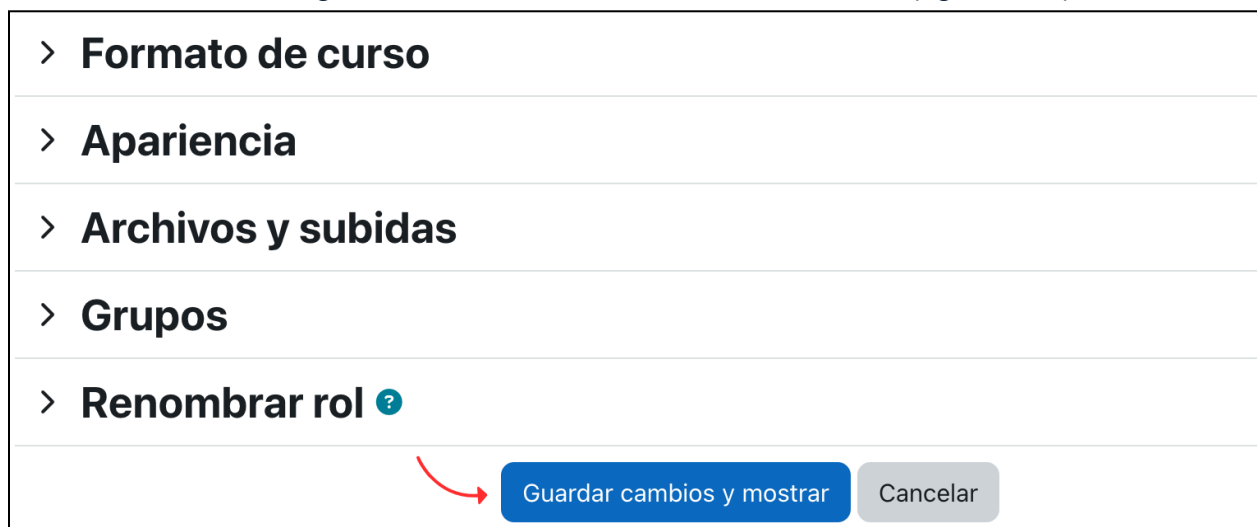 Formato de curso
Apariencia
Archivos y subidas
Grupos
Renombrar rol ?
Guardar cambios y mostrar Cancelar